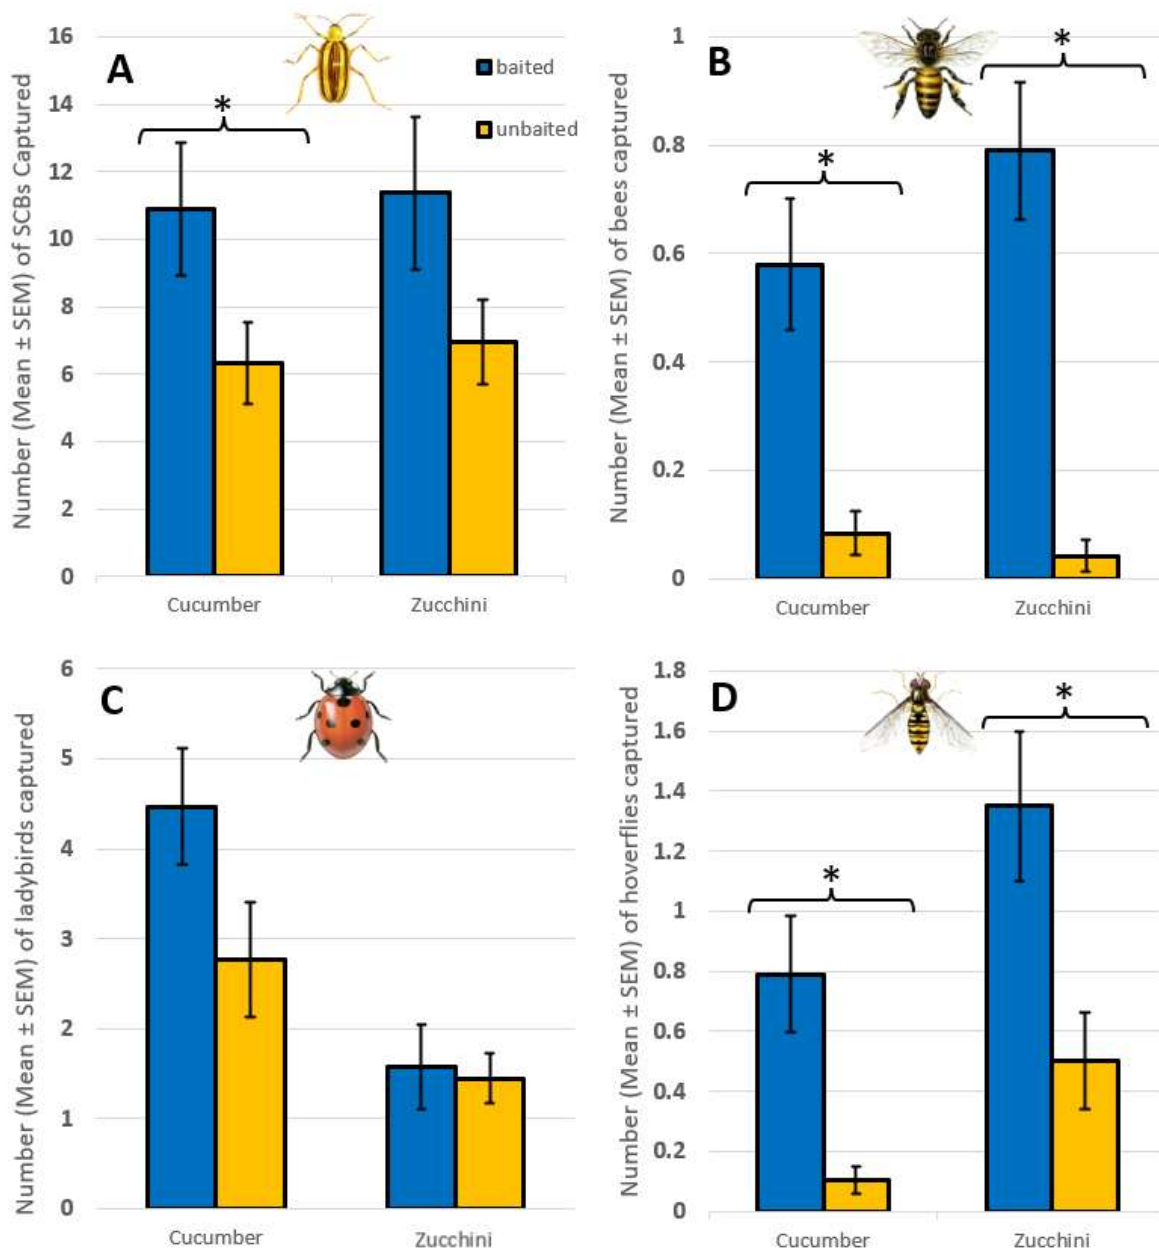 A
Number (Mean ± SEM) of SCBs Captured
16
14
12
10
8
6
4
2
0
*
baited
unbaited
Cucumber
Zucchini
B
Number (Mean ± SEM) of bees captured
1
0.8
0.6
0.4
0.2
0
*
*
Cucumber
Zucchini
C
Number (Mean ± SEM) of ladybirds captured
6
5
4
3
2
1
0
Cucumber
Zucchini
D
Number (Mean ± SEM) of hoverflies captured
1.8
1.6
1.4
1.2
1
0.8
0.6
0.4
0.2
0
*
*
Cucumber
Zucchini